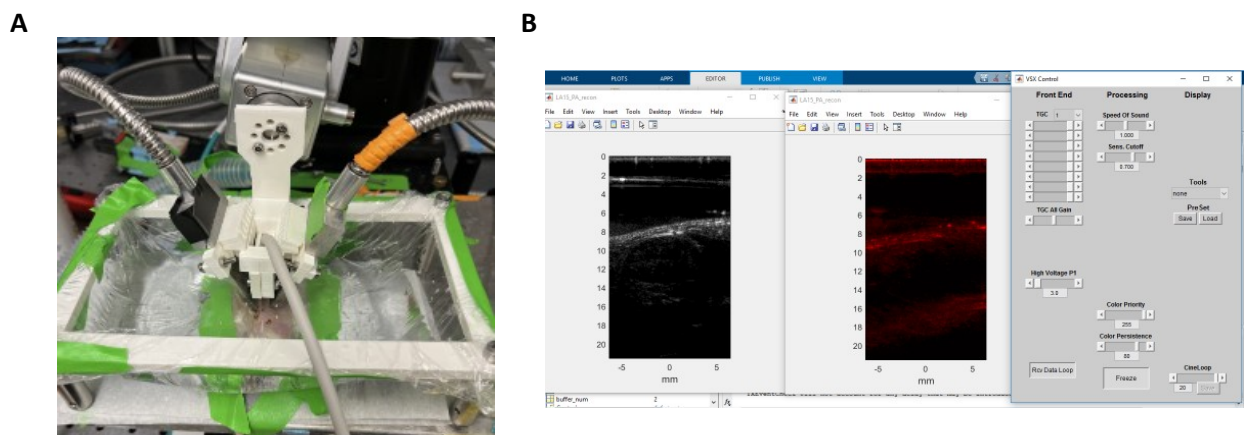 A
B
HOME PLOTS APPS EDITOR PUBLISH VIEW
LA15_PA_recon
File Edit View Insert Tools Desktop Window Help
0
2
4
6
8
10
12
14
16
18
20
-5 0 5
mm
LA15_PA_recon
File Edit View Insert Tools Desktop Window Help
0
2
4
6
8
10
12
14
16
18
20
-5 0 5
mm
VSX Control
Front End Processing Display
TGC 1
Speed Of Sound
1.000
Sens. Cutoff
0.700
Tools
none
PreSet
Save Load
TGC All Gain
High Voltage P1
3.0
Color Priority
255
Color Persistence
80
Rcv Data Loop
Freeze
CineLoop
20
buffer_num 2
fx